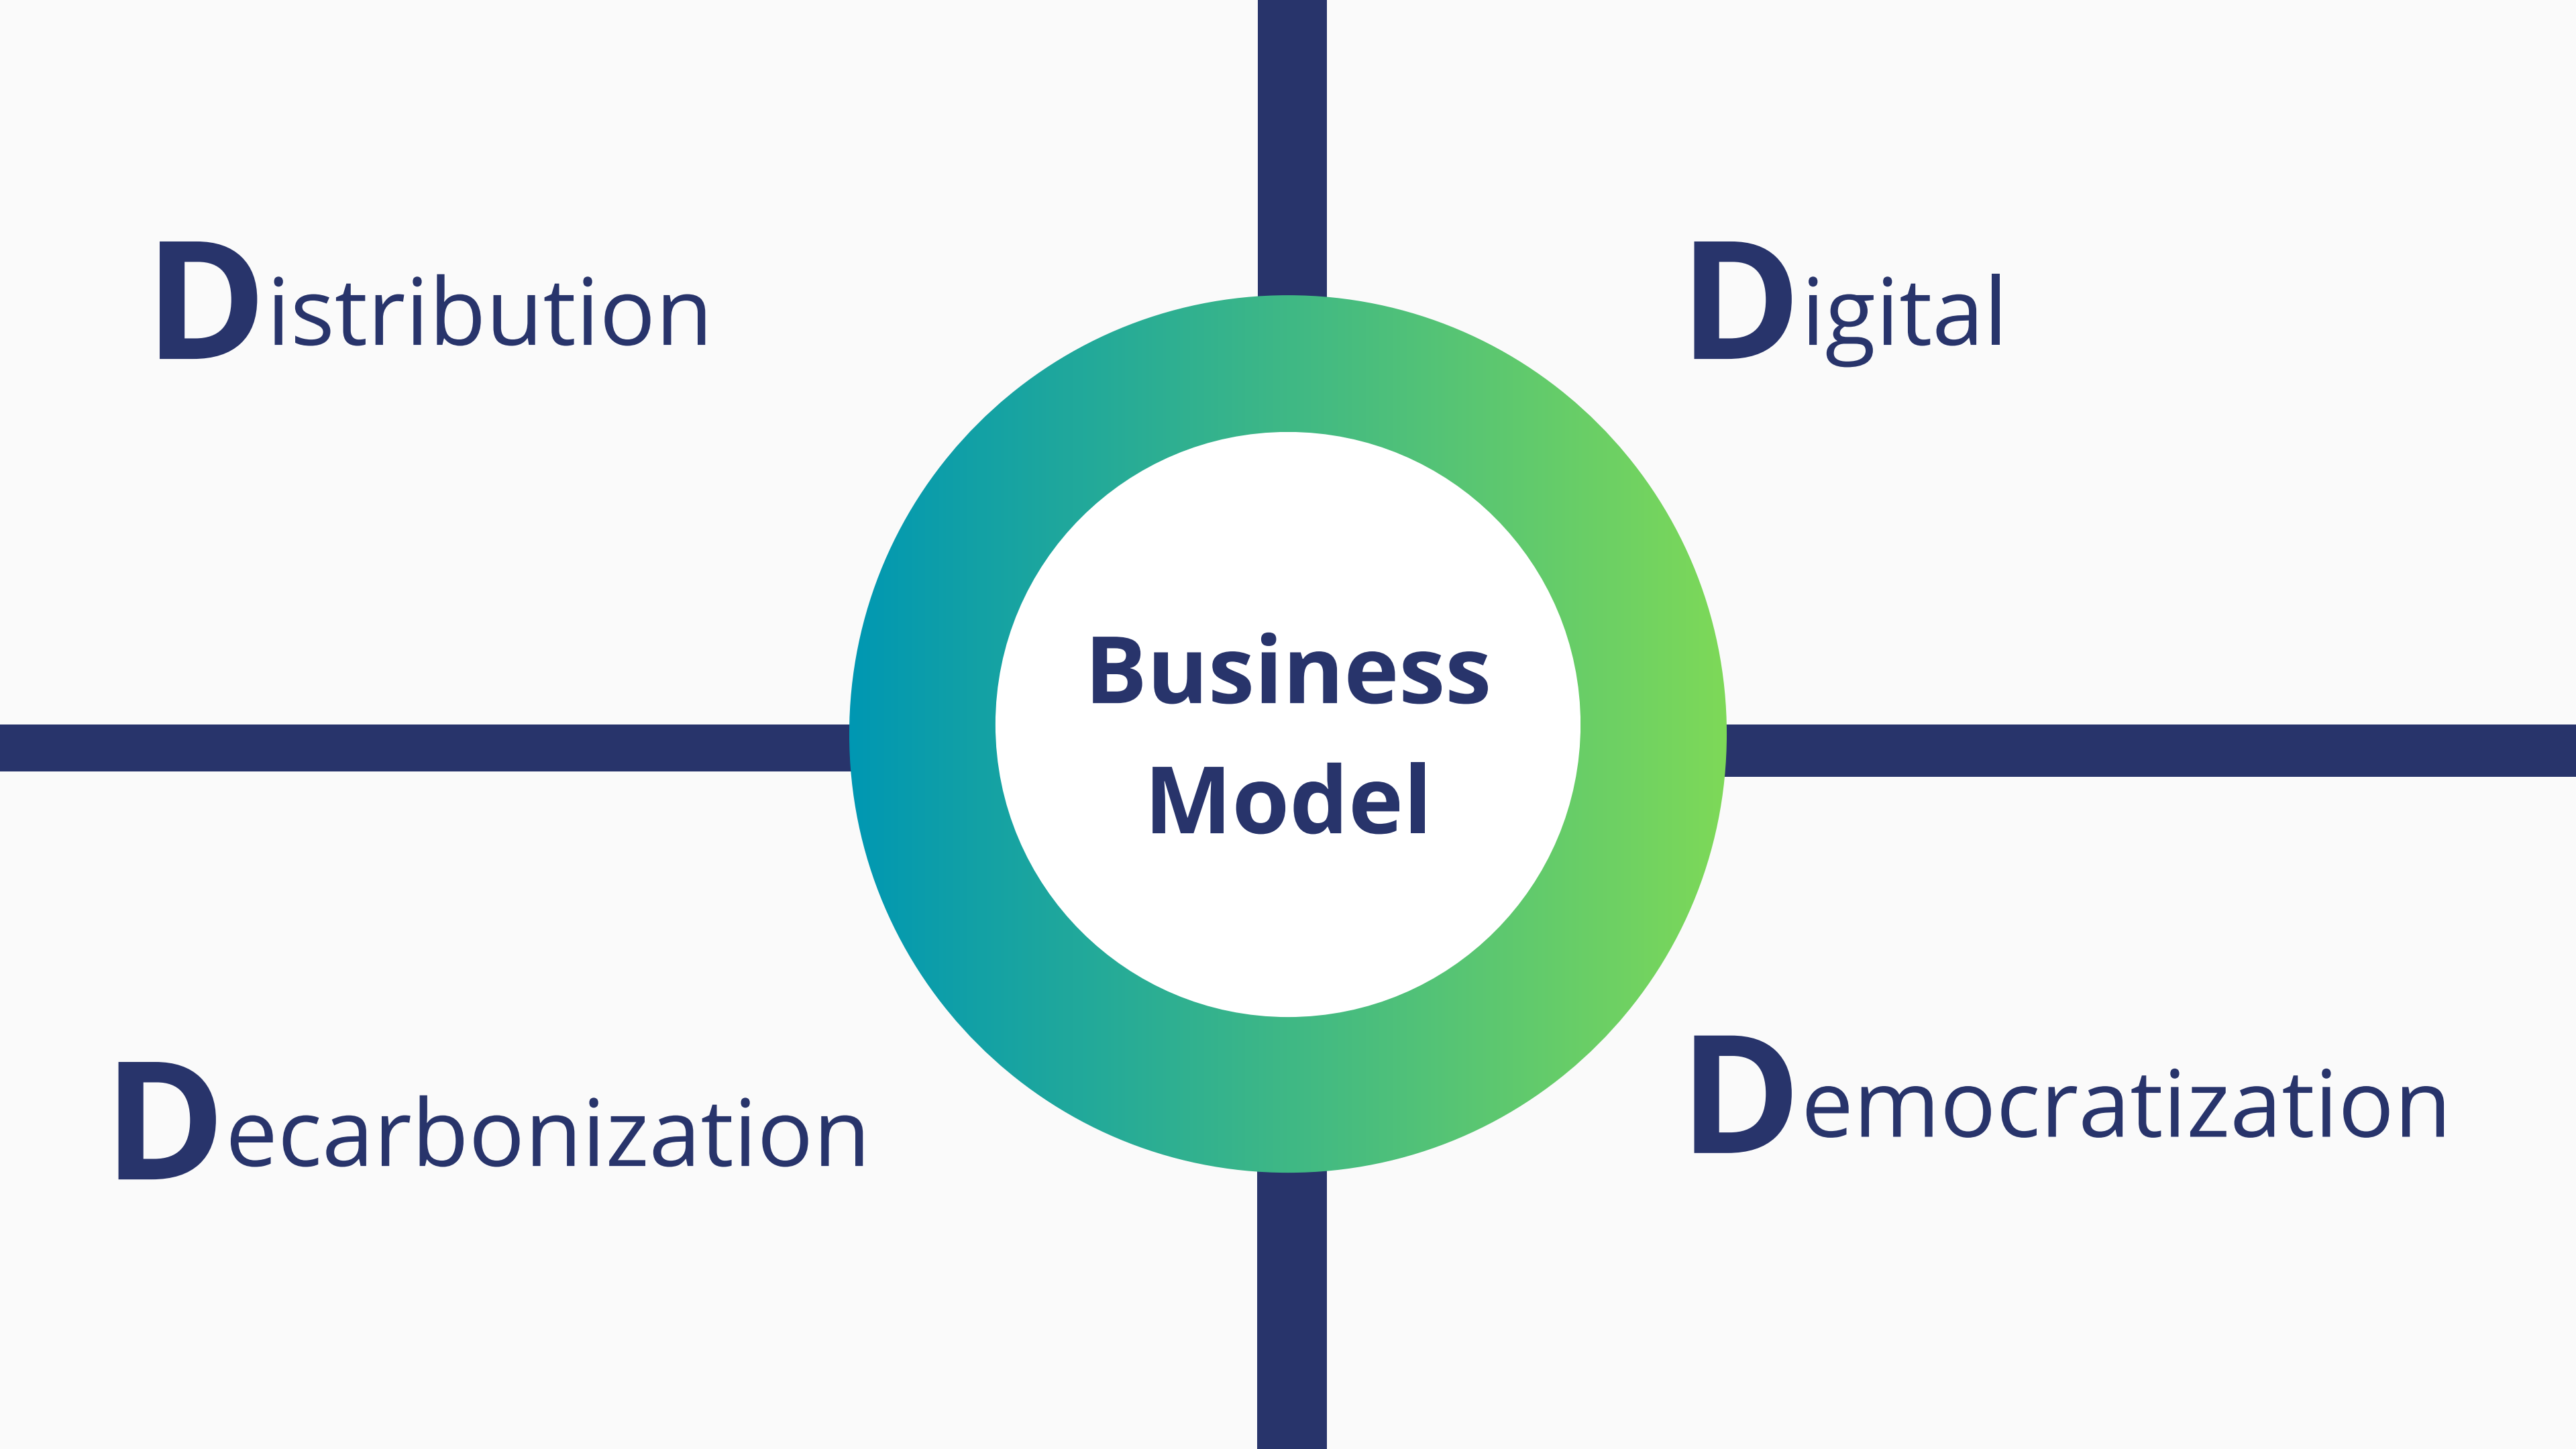 Distribution
Digital
Business
Model
Decarbonization
Democratization